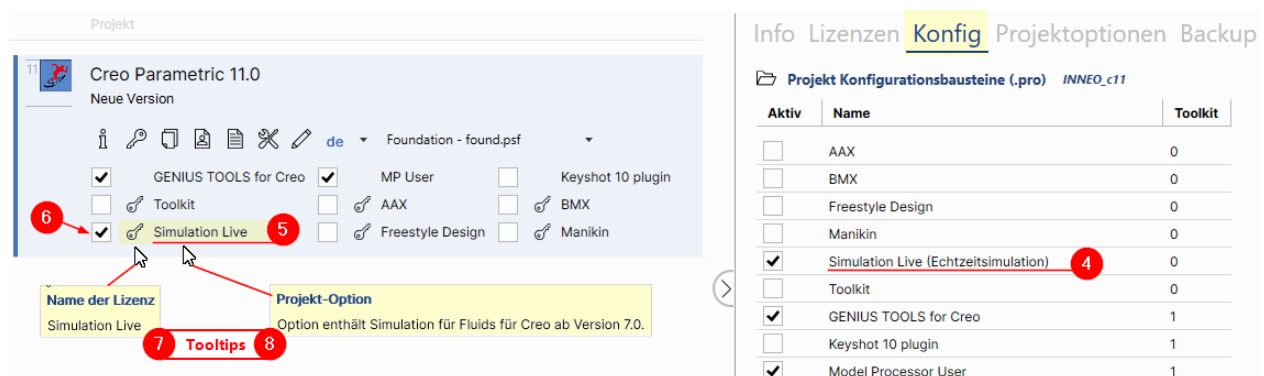 Projekt
11
Creo Parametric 11.0
Neue Version
de
Foundation - found.psf
GENIUS TOOLS for Creo
MP User
Keyshot 10 plugin
Toolkit
AAX
BMX
6
Simulation Live
5
Freestyle Design
Manikin
Name der Lizenz
Simulation Live
Projekt-Option
Option enthält Simulation für Fluids für Creo ab Version 7.0.
7 Tooltips 8
Info Lizenzen Konfig Projektoptionen Backup
Projekt Konfigurationsbausteine (.pro) INNEO_c11
Aktiv Name Toolkit
AAX 0
BMX 0
Freestyle Design 0
Manikin 0
Simulation Live (Echtzeitsimulation) 4 0
Toolkit 0
GENIUS TOOLS for Creo 1
Keyshot 10 plugin 1
Model Processor User 1